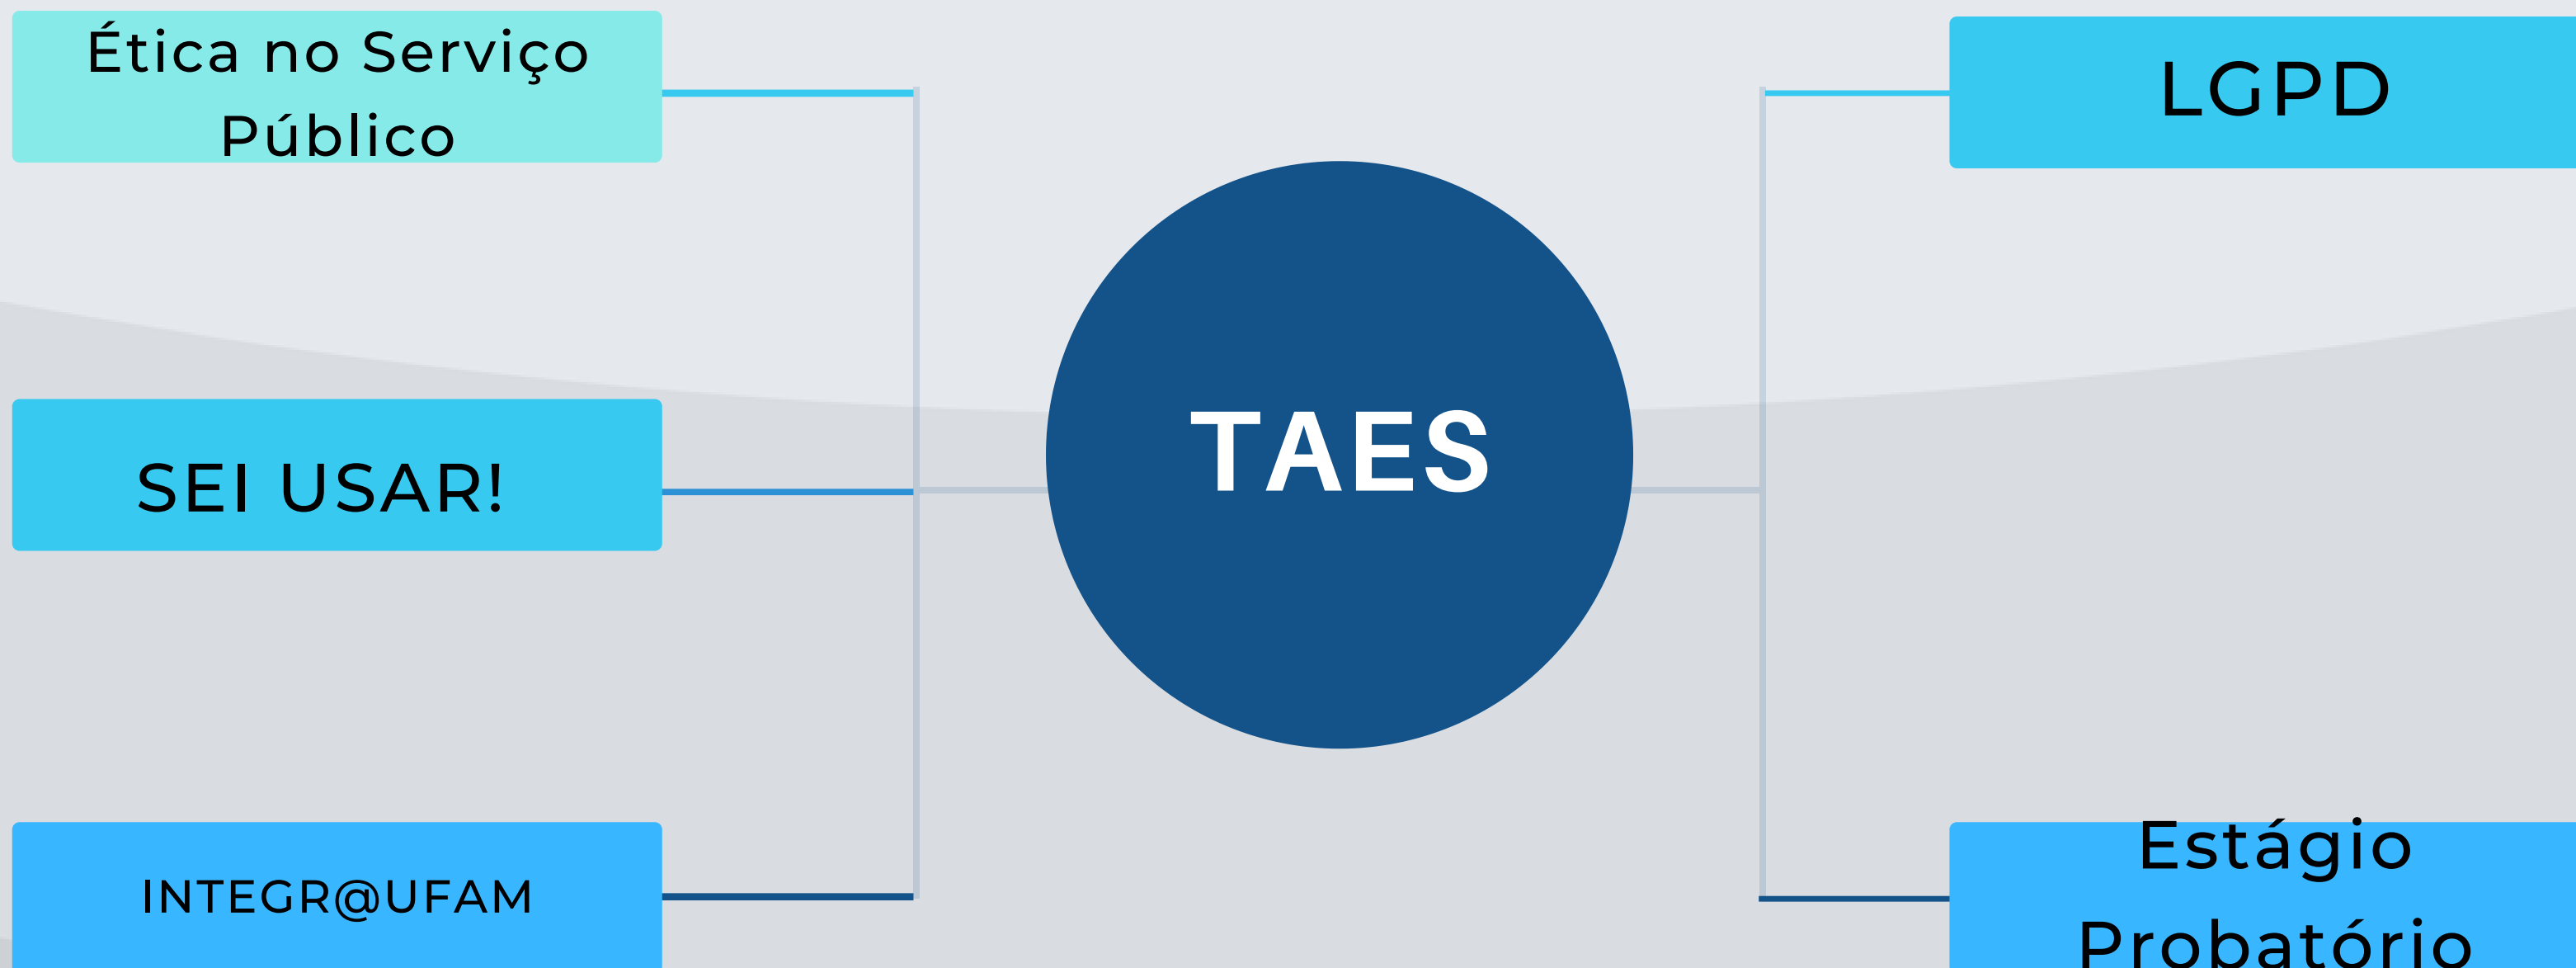 Ética no Serviço
Público
LGPD
TAES
SEI USAR!
INTEGR@UFAM
Estágio
Probatório